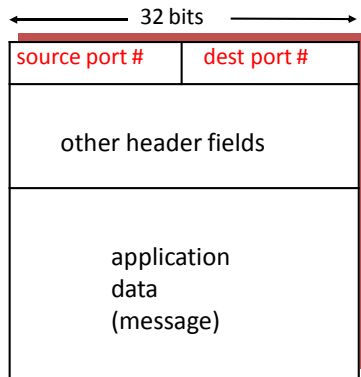 32 bits
source port # dest port #
other header fields
application
data
(message)